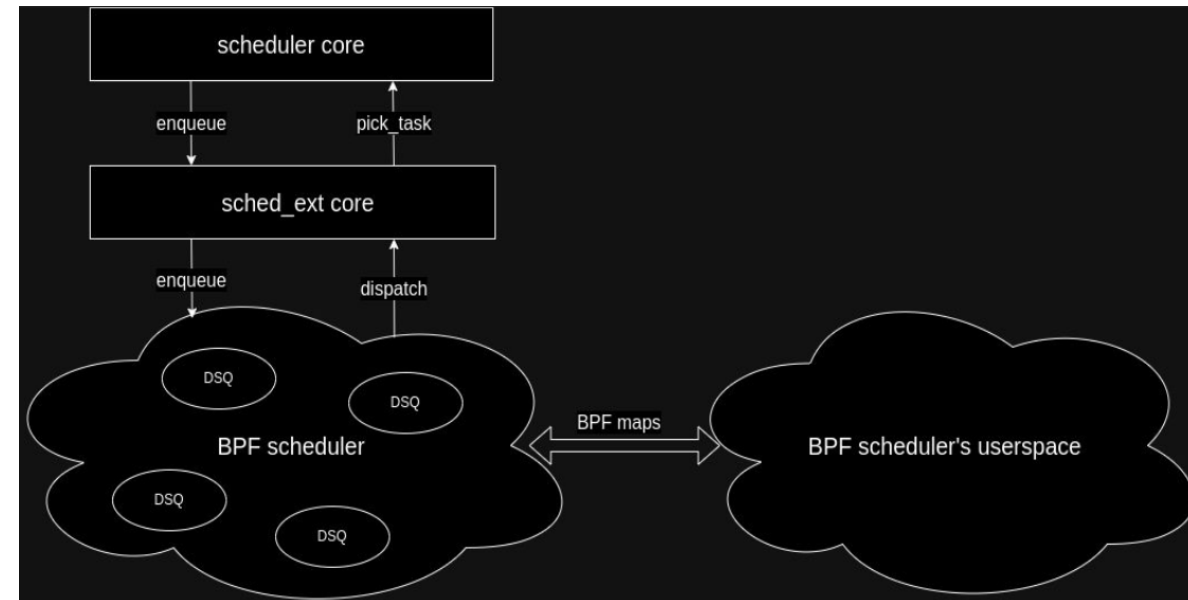 scheduler core
enqueue
pick_task
sched_ext core
enqueue
dispatch
DSQ
DSQ
BPF maps
BPF scheduler
BPF scheduler's userspace
DSQ
DSQ